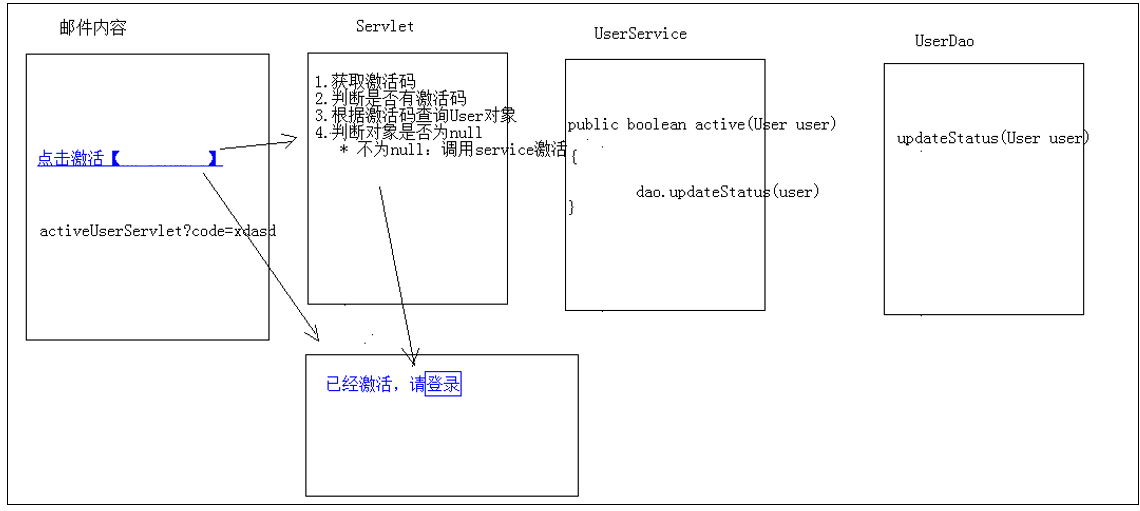 邮件内容
点击激活【 】
activeUserServlet?code=xdasd
Servlet
1.获取激活码
2.判断是否有激活码
3.根据激活码查询User对象
4.判断对象是否为null
* 不为null：调用service激活
UserService
public boolean active(User user)
{
dao.updateStatus(user)
}
UserDao
updateStatus(User user)
已经激活，请登录